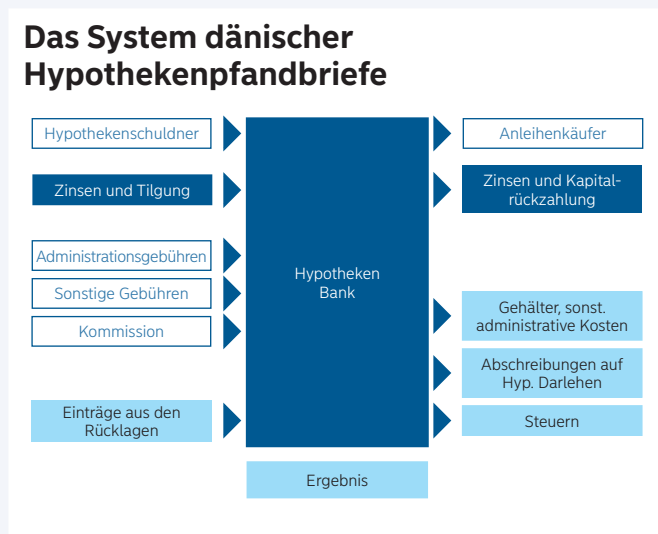 Das System dänischer
Hypothekenpfandbriefe
Hypothekenschuldner
Anleihenkäufer
Zinsen und Tilgung
Zinsen und Kapital-
rückzahlung
Administrationsgebühren
Sonstige Gebühren
Kommission
Hypotheken
Bank
Gehälter, sonst.
administrative Kosten
Abschreibungen auf
Hyp. Darlehen
Einträge aus den
Rücklagen
Steuern
Ergebnis